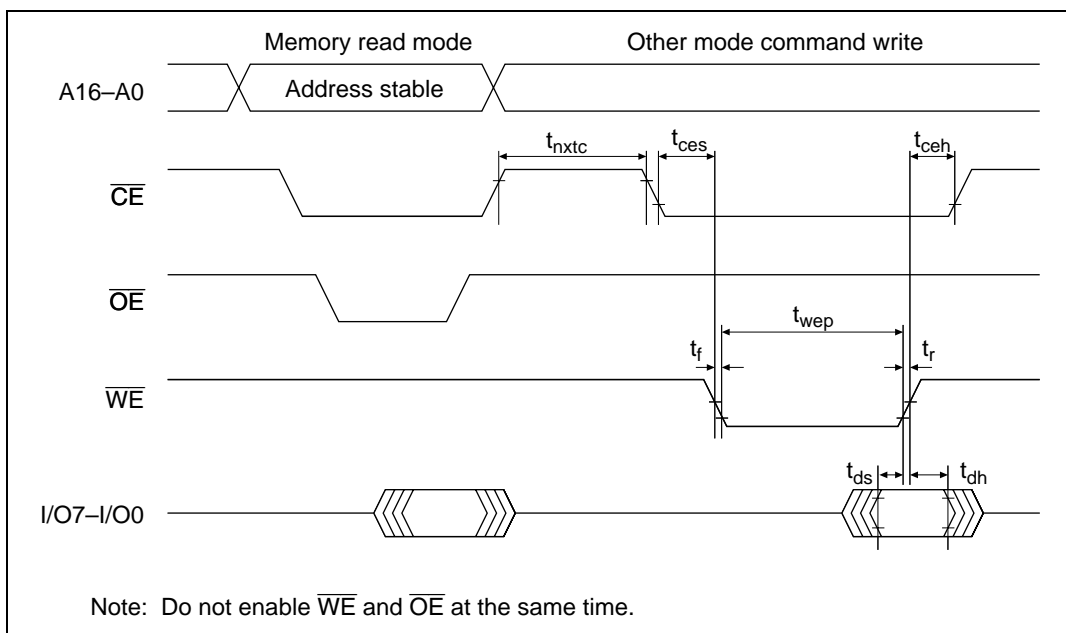 Memory read mode Other mode command write
A16–A0 Address stable
tnxtc tces tceh
CE
OE
twep
tf tr
WE
tds tdh
I/O7–I/O0
Note: Do not enable WE and OE at the same time.